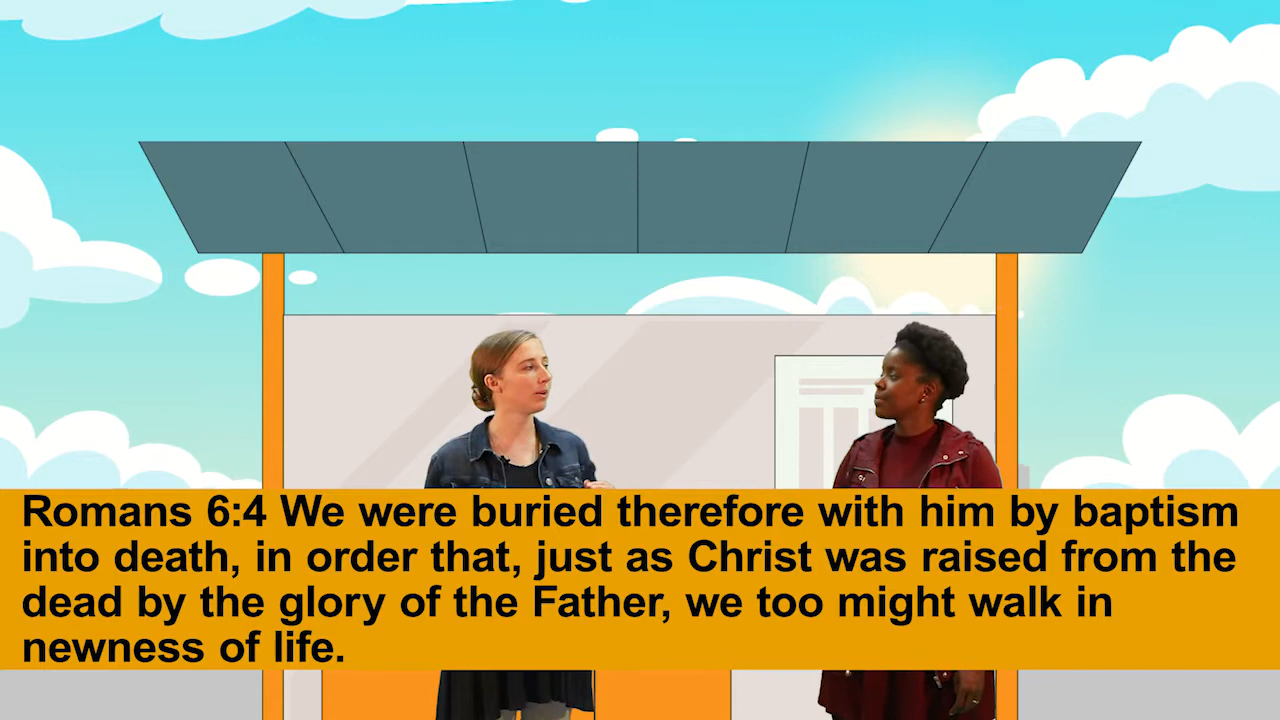 Romans 6:4 We were buried therefore with him by baptism
into death, in order that, just as Christ was raised from the
dead by the glory of the Father, we too might walk in
newness of life.